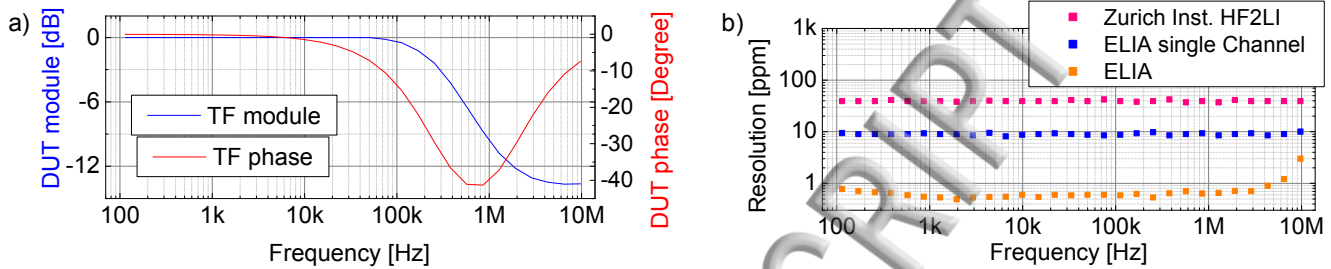 a)
DUT module [dB]
0
-6
-12
TF module
TF phase
0
-10
-20
-30
-40
DUT phase [Degree]
100
1k
10k
100k
1M
10M
Frequency [Hz]
b)
Resolution [ppm]
1k
100
10
1
Zurich Inst. HF2LI
ELIA single Channel
ELIA
100
1k
10k
100k
1M
10M
Frequency [Hz]
CRIPT